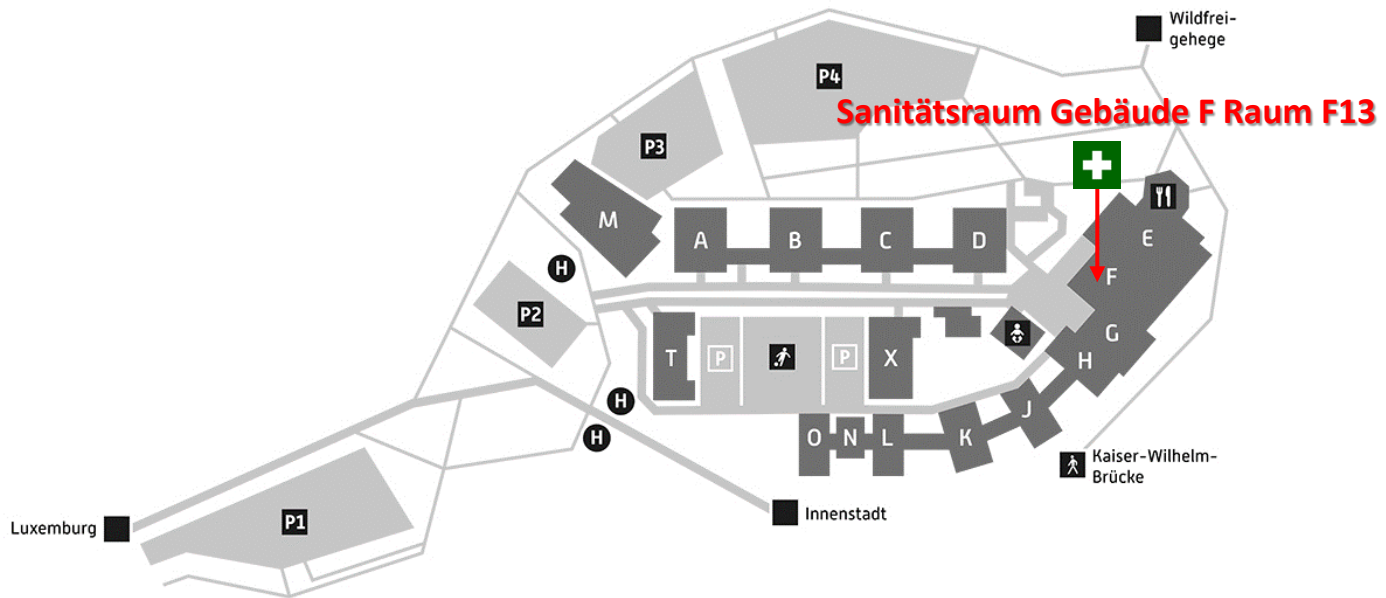 Wildfrei-
gehege
P4
Sanitätsraum Gebäude F Raum F13
P3
M
A
B
C
D
E
H
F
P2
G
T
P
P
X
H
H
J
O
N
L
K
H
Kaiser-Wilhelm-
Brücke
P1
Innenstadt
Luxemburg